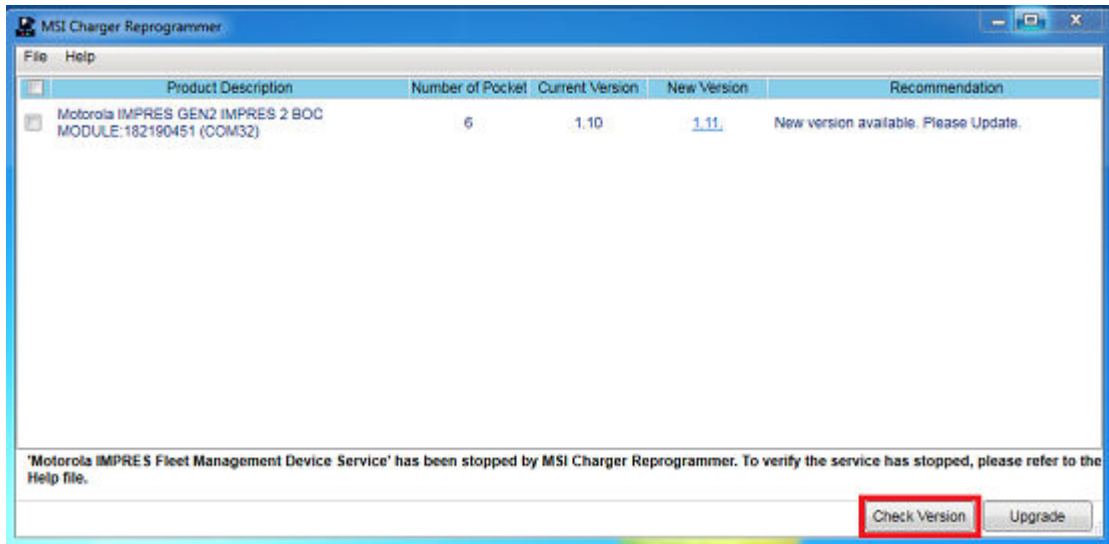 MSI Charger Reprogrammer
File Help
Product Description Number of Pocket Current Version New Version Recommendation
Motorola IMPRES GEN2 IMPRES 2 BOC
MODULE:182190451 (COM32) 6 1.10 1.11. New version available. Please Update.
'Motorola IMPRES Fleet Management Device Service' has been stopped by MSI Charger Reprogrammer. To verify the service has stopped, please refer to the
Help file.
Check Version Upgrade